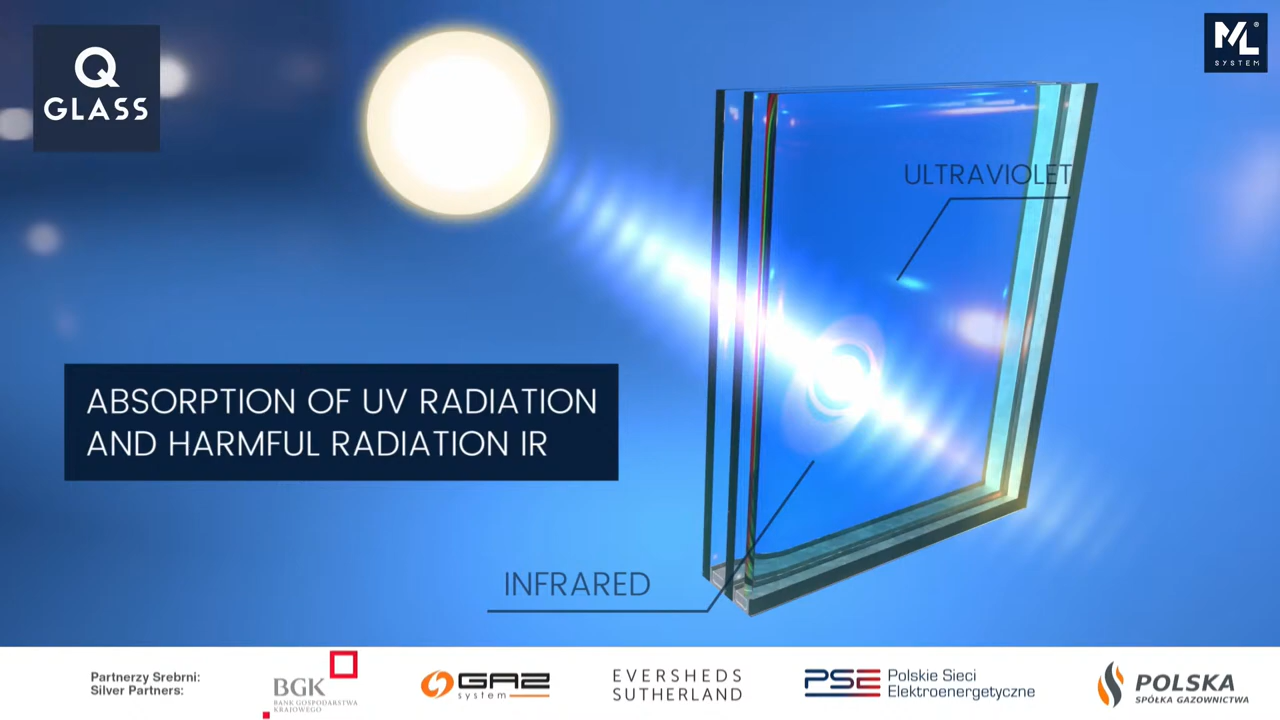 Q
GLASS
ML
SYSTEM
ULTRAVIOLET
ABSORPTION OF UV RADIATION
AND HARMFUL RADIATION IR
INFRARED
Partnerzy Srebrni:
Silver Partners:
BGK
BANK GOSPODARSTWA
KRAJOWEGO
GAZ
system
EVERSHEDS
SUTHERLAND
PSE
Polskie Sieci
Elektroenergetyczne
POLSKA
SPÓŁKA GAZOWNICTWA